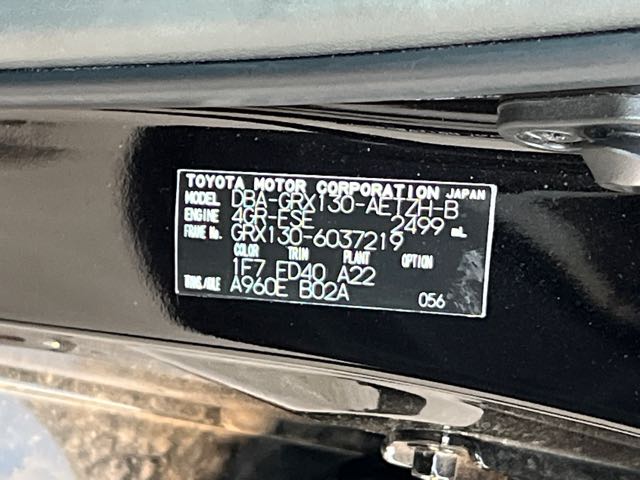 TOYOTA MOTOR CORPORATION JAPAN
MODEL DBA-GRX130-AETZH-B
ENGINE 4GR-FSE 2499 mL
FRAME No. GRX130-6037219
COLOR TRIM PLANT OPTION
1F7 FD40 A22
TRANS/AXLE A960E B02A 056